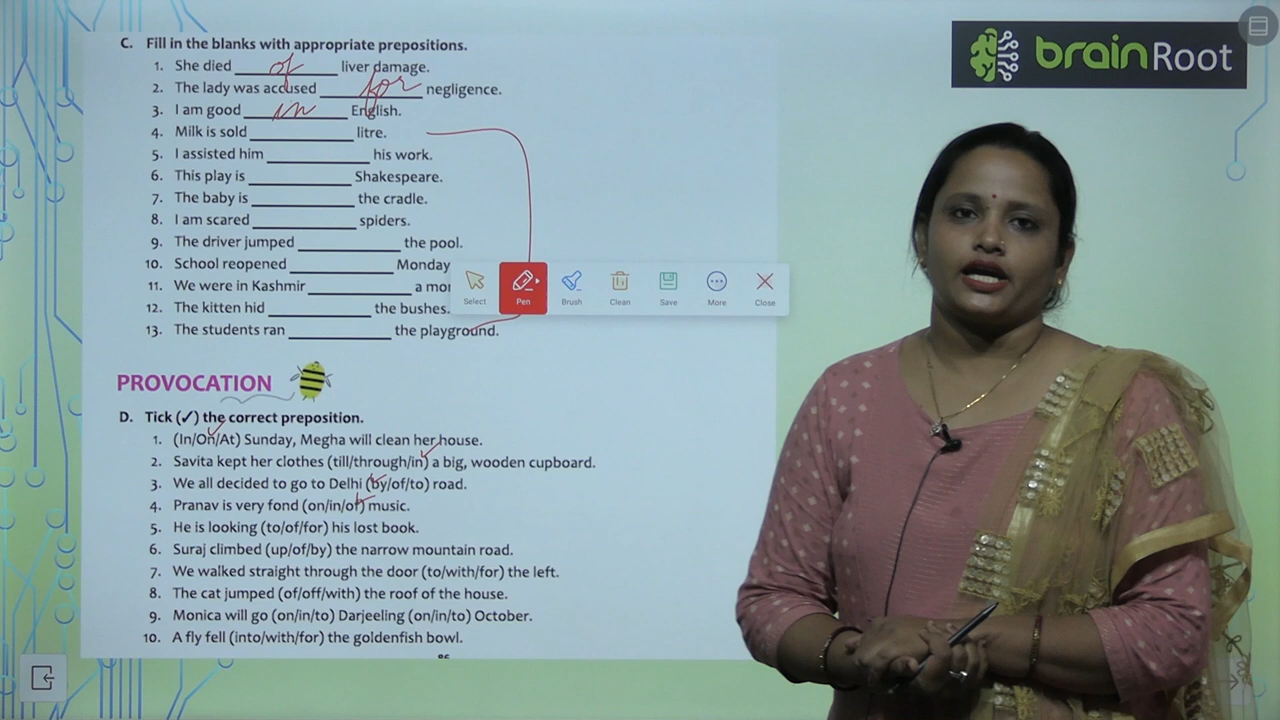 brainRoot
C. Fill in the blanks with appropriate prepositions.
1. She died of liver damage.
2. The lady was accused for negligence.
3. I am good in English.
4. Milk is sold ____________ litre.
5. I assisted him ____________ his work.
6. This play is ____________ Shakespeare.
7. The baby is ____________ the cradle.
8. I am scared ____________ spiders.
9. The driver jumped ____________ the pool.
10. School reopened ____________ Monday
11. We were in Kashmir ____________ a
12. The kitten hid ____________ the bushes.
13. The students ran ____________ the playground.
Select Pen Brush Clean Save More Close
PROVOCATION
D. Tick (✓) the correct preposition.
1. (In/On/At) Sunday, Megha will clean her house.
2. Savita kept her clothes (till/through/in) a big, wooden cupboard.
3. We all decided to go to Delhi (by/of/to) road.
4. Pranav is very fond (on/in/of) music.
5. He is looking (to/of/for) his lost book.
6. Suraj climbed (up/of/by) the narrow mountain road.
7. We walked straight through the door (to/with/for) the left.
8. The cat jumped (of/off/with) the roof of the house.
9. Monica will go (on/in/to) Darjeeling (on/in/to) October.
10. A fly fell (into/with/for) the goldenfish bowl.